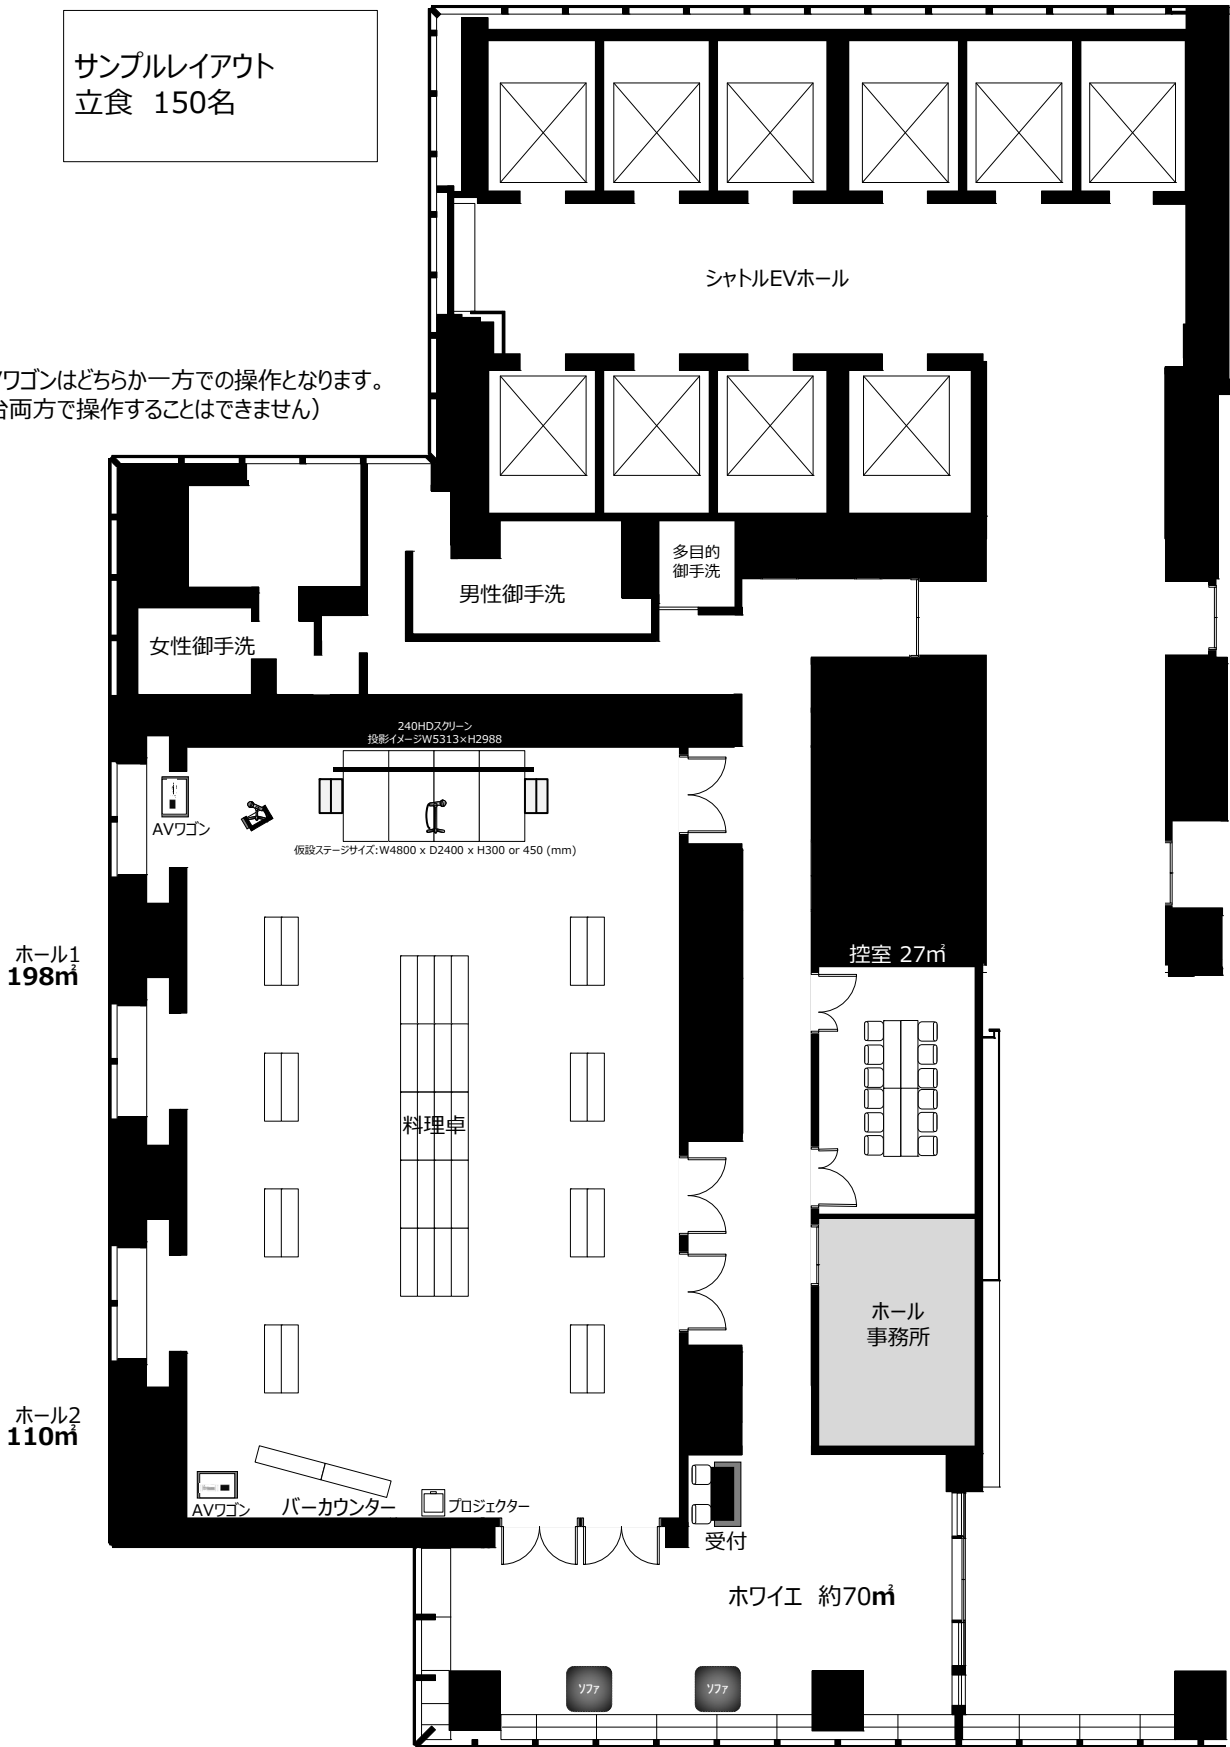 サンプルレイアウト
立食 150名
シャトルEVホール
ワゴンはどちらか一方での操作となります。
台両方で操作することはできません）
多目的
御手洗
男性御手洗
女性御手洗
240HDスクリーン
投影イメージW5313×H2988
AVワゴン
仮設ステージサイズ：W4800 x D2400 x H300 or 450 (mm)
ホール1
198㎡
控室 27㎡
料理卓
ホール
事務所
ホール2
110㎡
AVワゴン
バーカウンター
プロジェクター
受付
ホワイエ 約70㎡
ソファ
ソファ